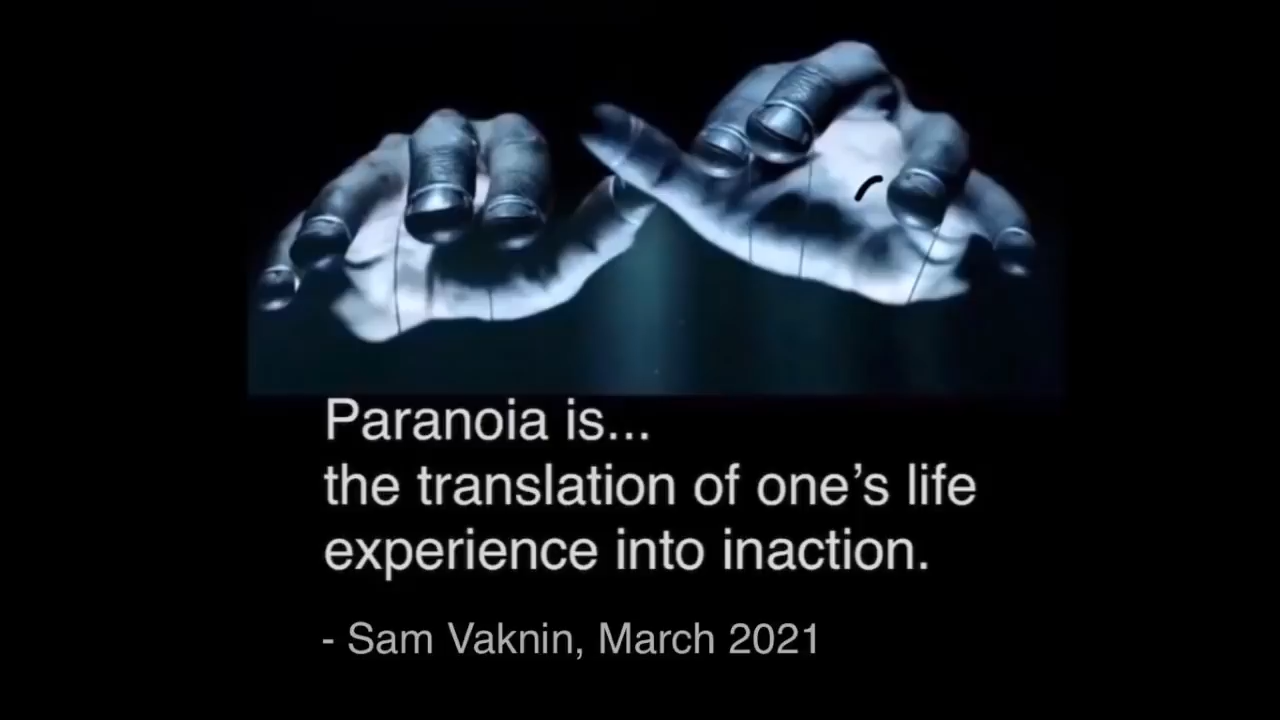 Paranoia is...
the translation of one’s life
experience into inaction.
- Sam Vaknin, March 2021